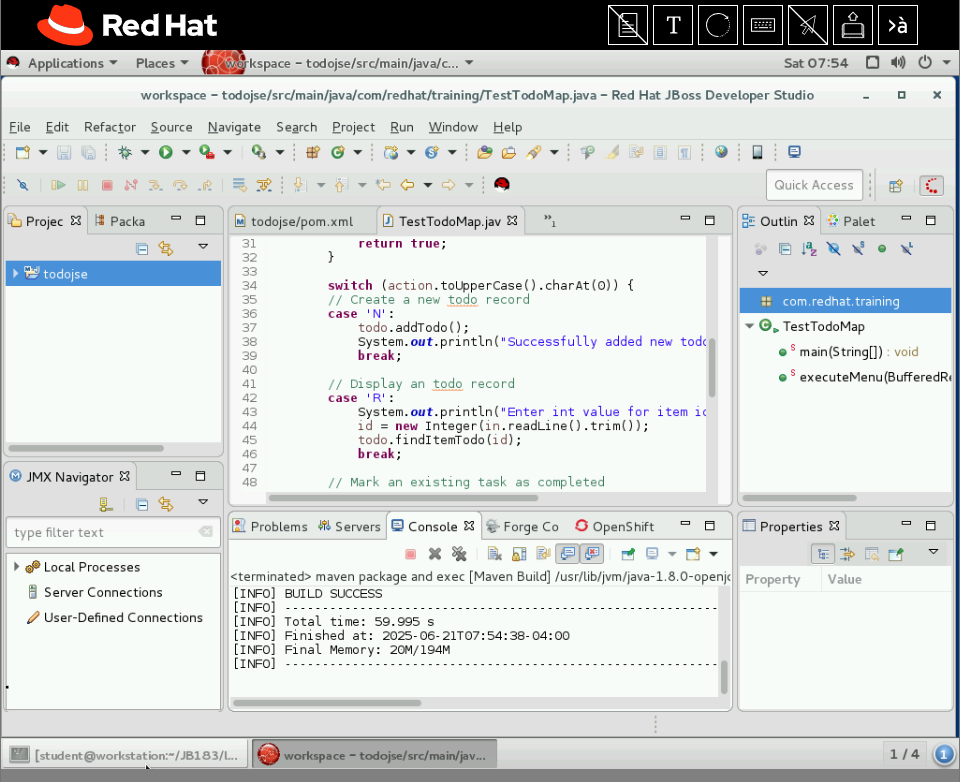 Red Hat
T
>à
Applications Places workspace – todojse/src/main/java/c... Sat 07:54
workspace – todojse/src/main/java/com/redhat/training/TestTodoMap.java – Red Hat JBoss Developer Studio
File Edit Refactor Source Navigate Search Project Run Window Help
Quick Access
Projec Packa
todojse
JMX Navigator
type filter text
Local Processes
Server Connections
User-Defined Connections
todojse/pom.xml TestTodoMap.jav »1
31 return true;
32 }
33
34 switch (action.toUpperCase().charAt(0)) {
35 // Create a new todo record
36 case 'N':
37 todo.addTodo();
38 System.out.println("Successfully added new todo
39 break;
40
41 // Display an todo record
42 case 'R':
43 System.out.println("Enter int value for item id
44 id = new Integer(in.readLine().trim());
45 todo.findItemTodo(id);
46 break;
47
48 // Mark an existing task as completed
Problems Servers Console Forge Co OpenShift
<terminated> maven package and exec [Maven Build] /usr/lib/jvm/java-1.8.0-openjd
[INFO] BUILD SUCCESS
[INFO] ----------------------------------------------------------
[INFO] Total time: 59.995 s
[INFO] Finished at: 2025-06-21T07:54:38-04:00
[INFO] Final Memory: 20M/194M
[INFO] ----------------------------------------------------------
Outlin Palet
com.redhat.training
TestTodoMap
main(String[]) : void
executeMenu(BufferedRe
Properties
Property Value
[student@workstation:~/JB183/l... workspace – todojse/src/main/jav... 1 / 4 1